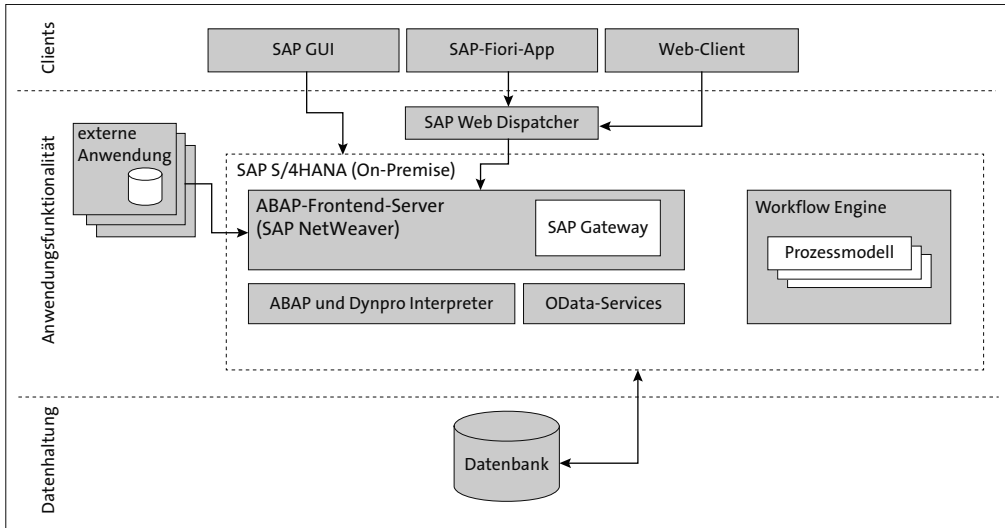 Clients
SAP GUI
SAP-Fiori-App
Web-Client
Anwendungsfunktionalität
SAP Web Dispatcher
externe
Anwendung
SAP S/4HANA (On-Premise)
ABAP-Frontend-Server
(SAP NetWeaver)
SAP Gateway
Workflow Engine
Prozessmodell
ABAP und Dynpro Interpreter
OData-Services
Datenhaltung
Datenbank